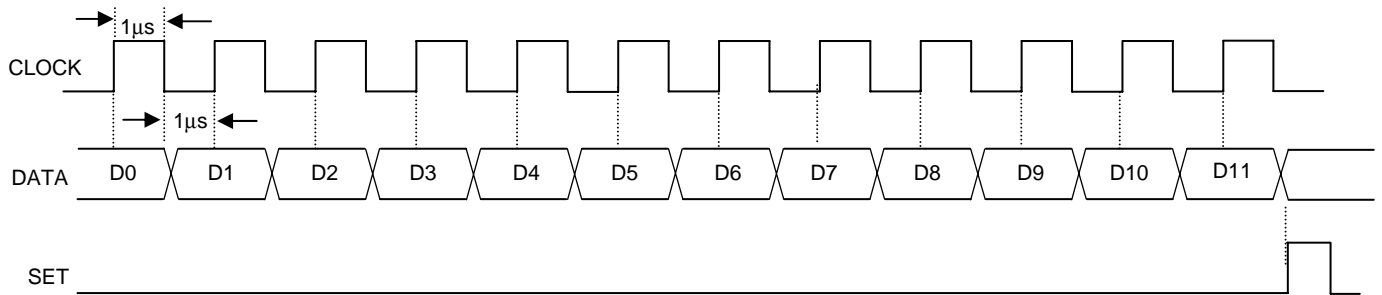 1μs
CLOCK
1μs
DATA D0 D1 D2 D3 D4 D5 D6 D7 D8 D9 D10 D11
SET